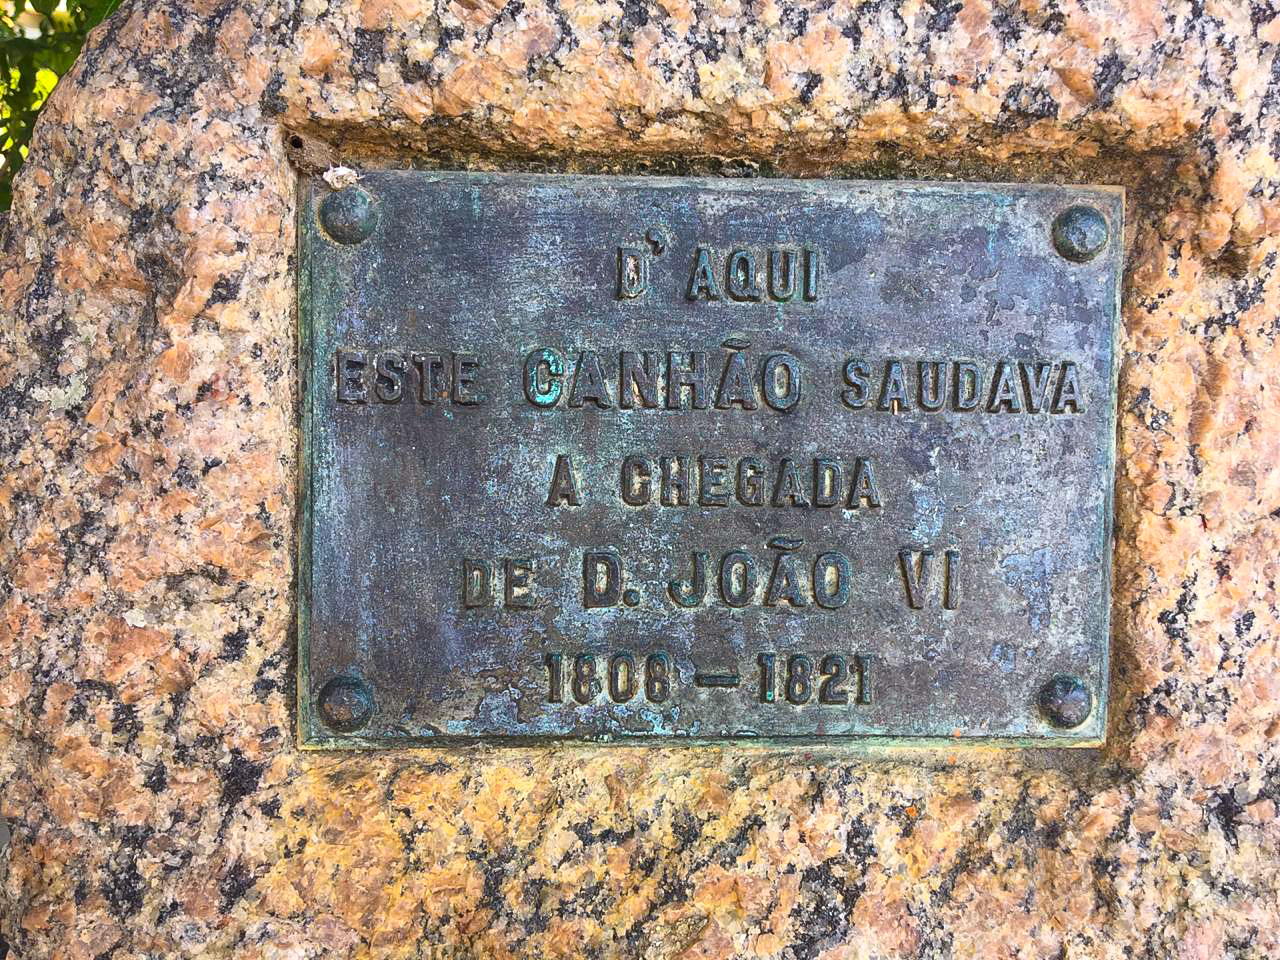 D'AQUI
ESTE CANHÃO SAUDAVA
A CHEGADA
DE D. JOÃO VI
1808 - 1821